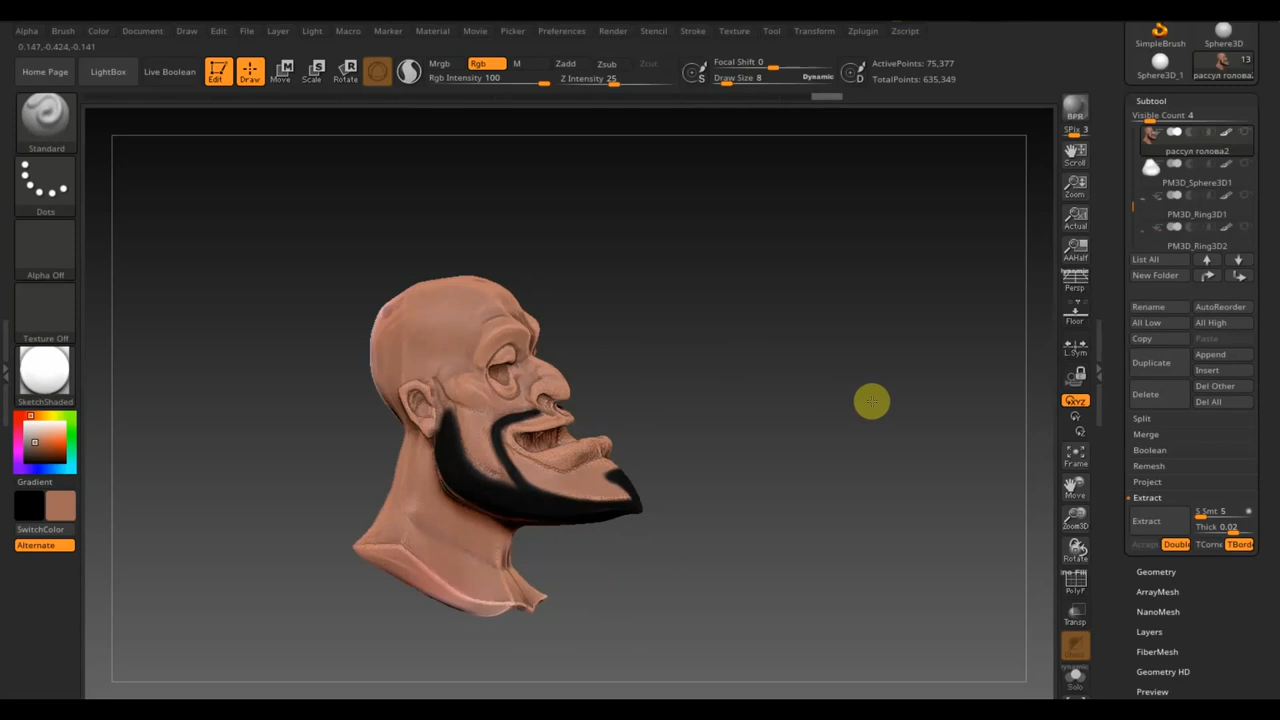 Alpha Brush Color Document Draw Edit File Layer Light Macro Marker Material Movie Picker Preferences Render Stencil Stroke Texture Tool Transform Zplugin Zscript
0.147,-0.424,-0.141
Home Page LightBox Live Boolean Edit Draw Move Scale Rotate
Mrgb Rgb M Zadd Zsub Zcut
Rgb Intensity 100 Z Intensity 25
Focal Shift 0
Draw Size 8 Dynamic
ActivePoints: 75,377
TotalPoints: 635,349
Standard
Dots
Alpha Off
Texture Off
SketchShaded
Gradient
SwitchColor
Alternate
BPR
SPix 3
Scroll
Zoom
Actual
AAHalf
Dynamic
Persp
Floor
L.Sym
XYZ
Frame
Move
Zoom3D
Rotate
PolyF
Transp
Dynamic
Solo
SimpleBrush Sphere3D
13
Sphere3D_1 рассул голова
Subtool
Visible Count 4
рассул голова2
PM3D_Sphere3D1
PM3D_Ring3D1
PM3D_Ring3D2
List All
New Folder
Rename AutoReorder
All Low All High
Copy Paste
Duplicate Append
Insert
Delete Del Other
Del All
Split
Merge
Boolean
Remesh
Project
Extract
Extract S Smt 5
Thick 0.02
Accept Double TCorne TBord
Geometry
ArrayMesh
NanoMesh
Layers
FiberMesh
Geometry HD
Preview